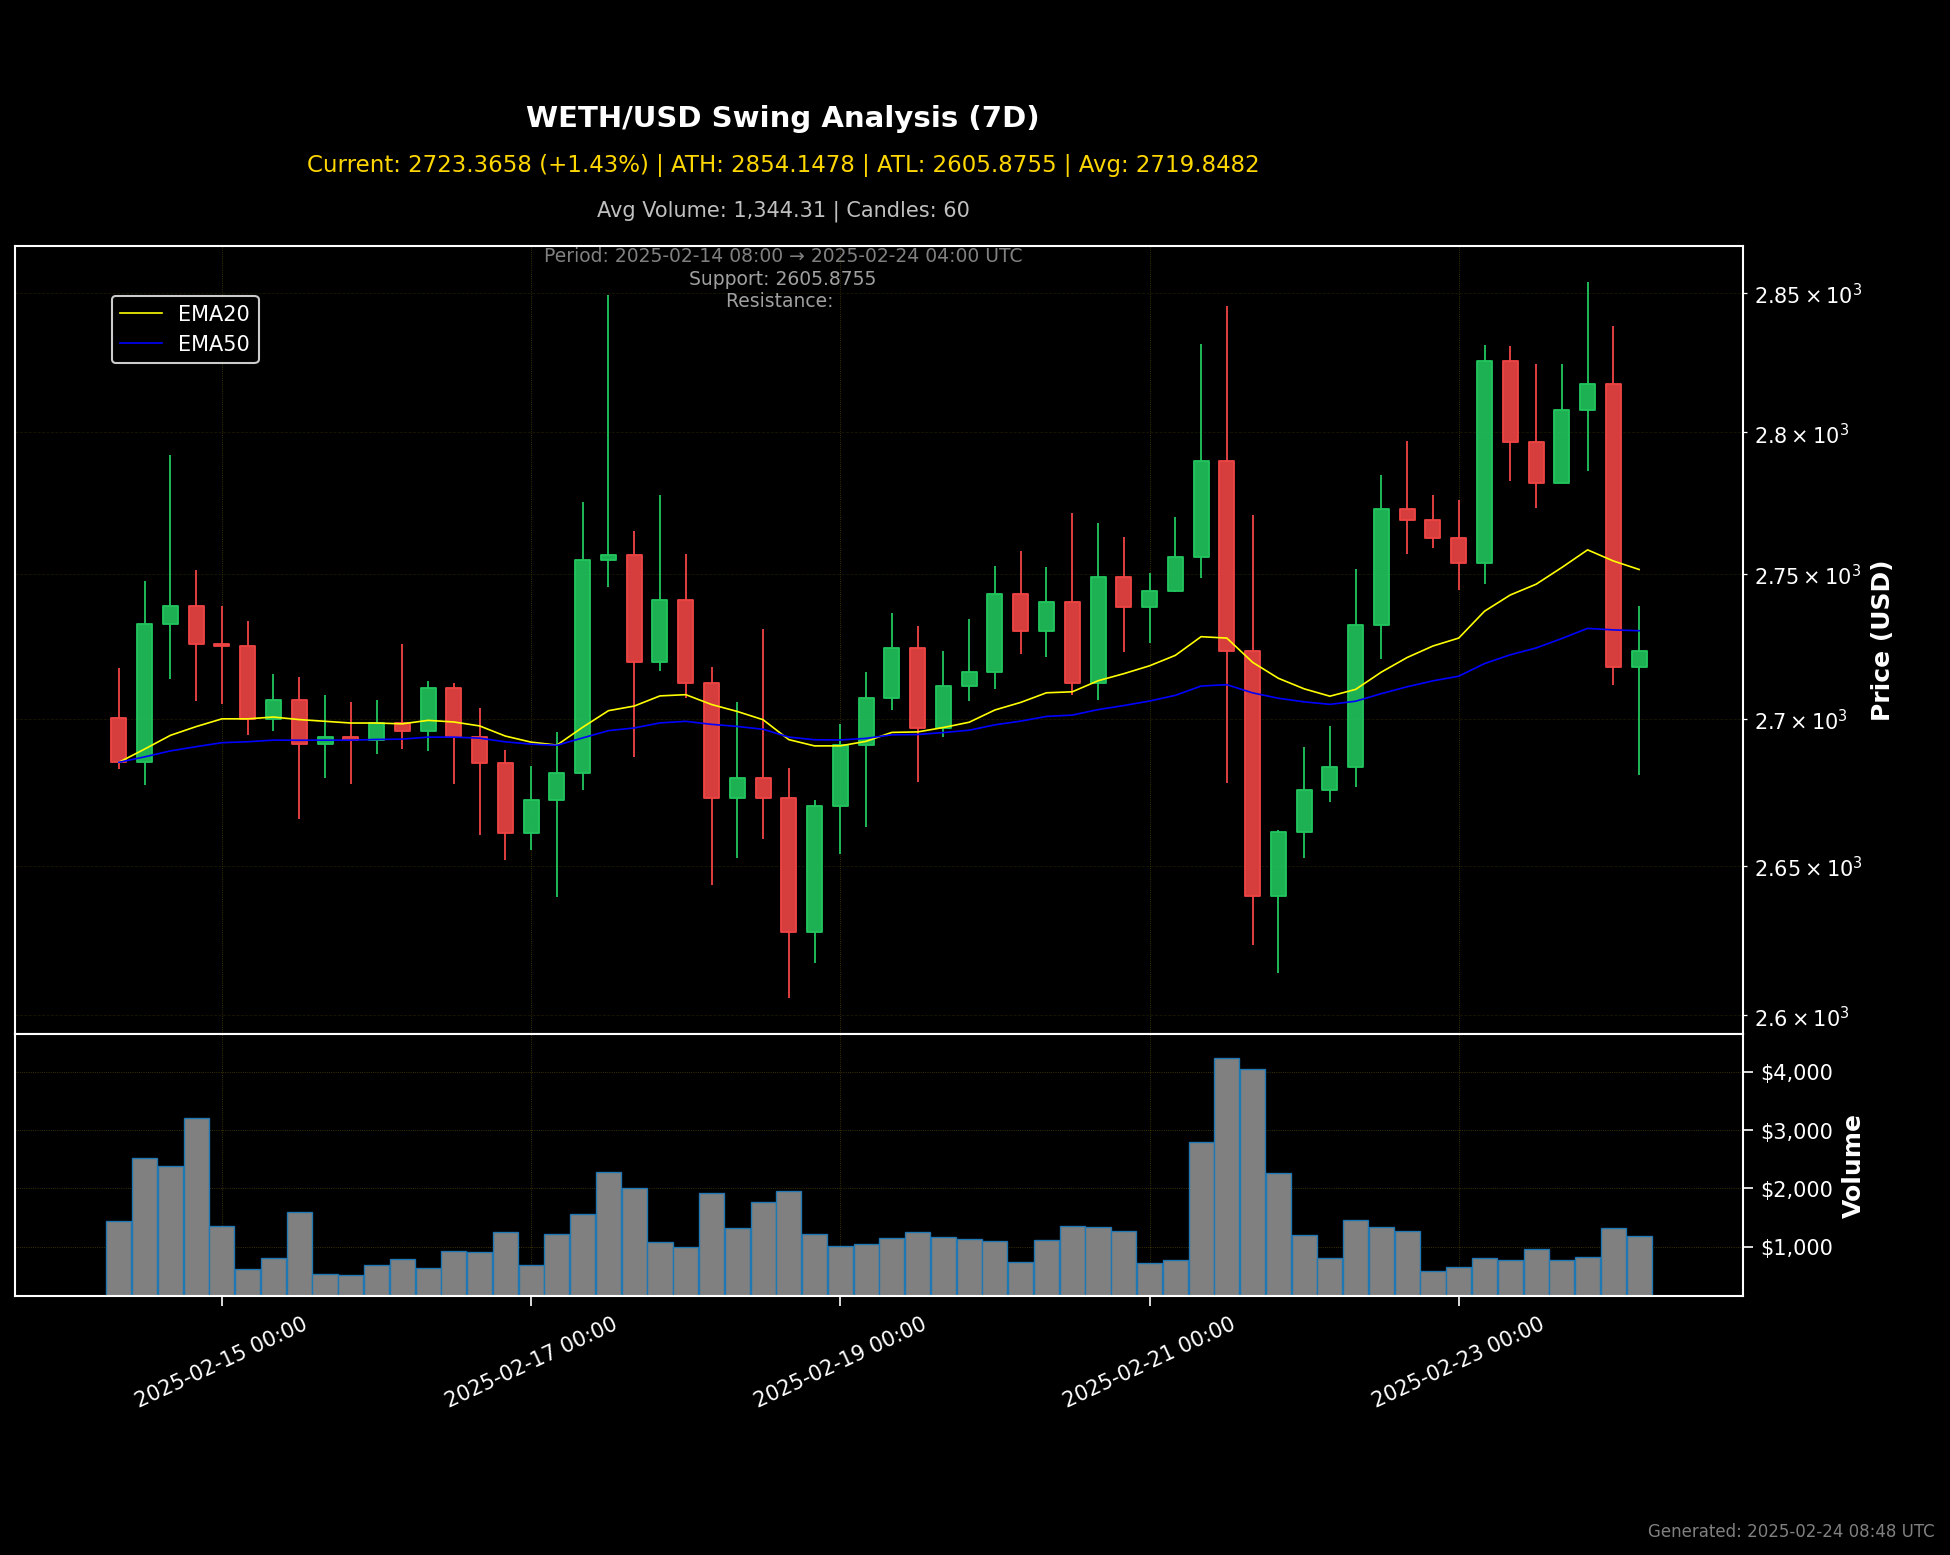 WETH/USD Swing Analysis (7D)
Current: 2723.3658 (+1.43%) | ATH: 2854.1478 | ATL: 2605.8755 | Avg: 2719.8482
Avg Volume: 1,344.31 | Candles: 60
Period: 2025-02-14 08:00 → 2025-02-24 04:00 UTC
Support: 2605.8755
Resistance:
EMA20
EMA50
2.85 × 10³
2.8 × 10³
2.75 × 10³
2.7 × 10³
2.65 × 10³
2.6 × 10³
Price (USD)
$4,000
$3,000
$2,000
$1,000
Volume
2025-02-15 00:00
2025-02-17 00:00
2025-02-19 00:00
2025-02-21 00:00
2025-02-23 00:00
Generated: 2025-02-24 08:48 UTC